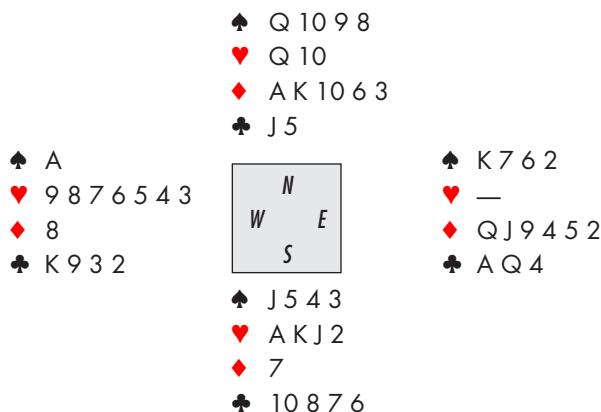 ♠ Q 10 9 8
♥ Q 10
♦ A K 10 6 3
♣ J 5
♠ A
♥ 9 8 7 6 5 4 3
♦ 8
♣ K 9 3 2
N
W E
S
♠ K 7 6 2
♥ —
♦ Q J 9 4 5 2
♣ A Q 4
♠ J 5 4 3
♥ A K J 2
♦ 7
♣ 10 8 7 6